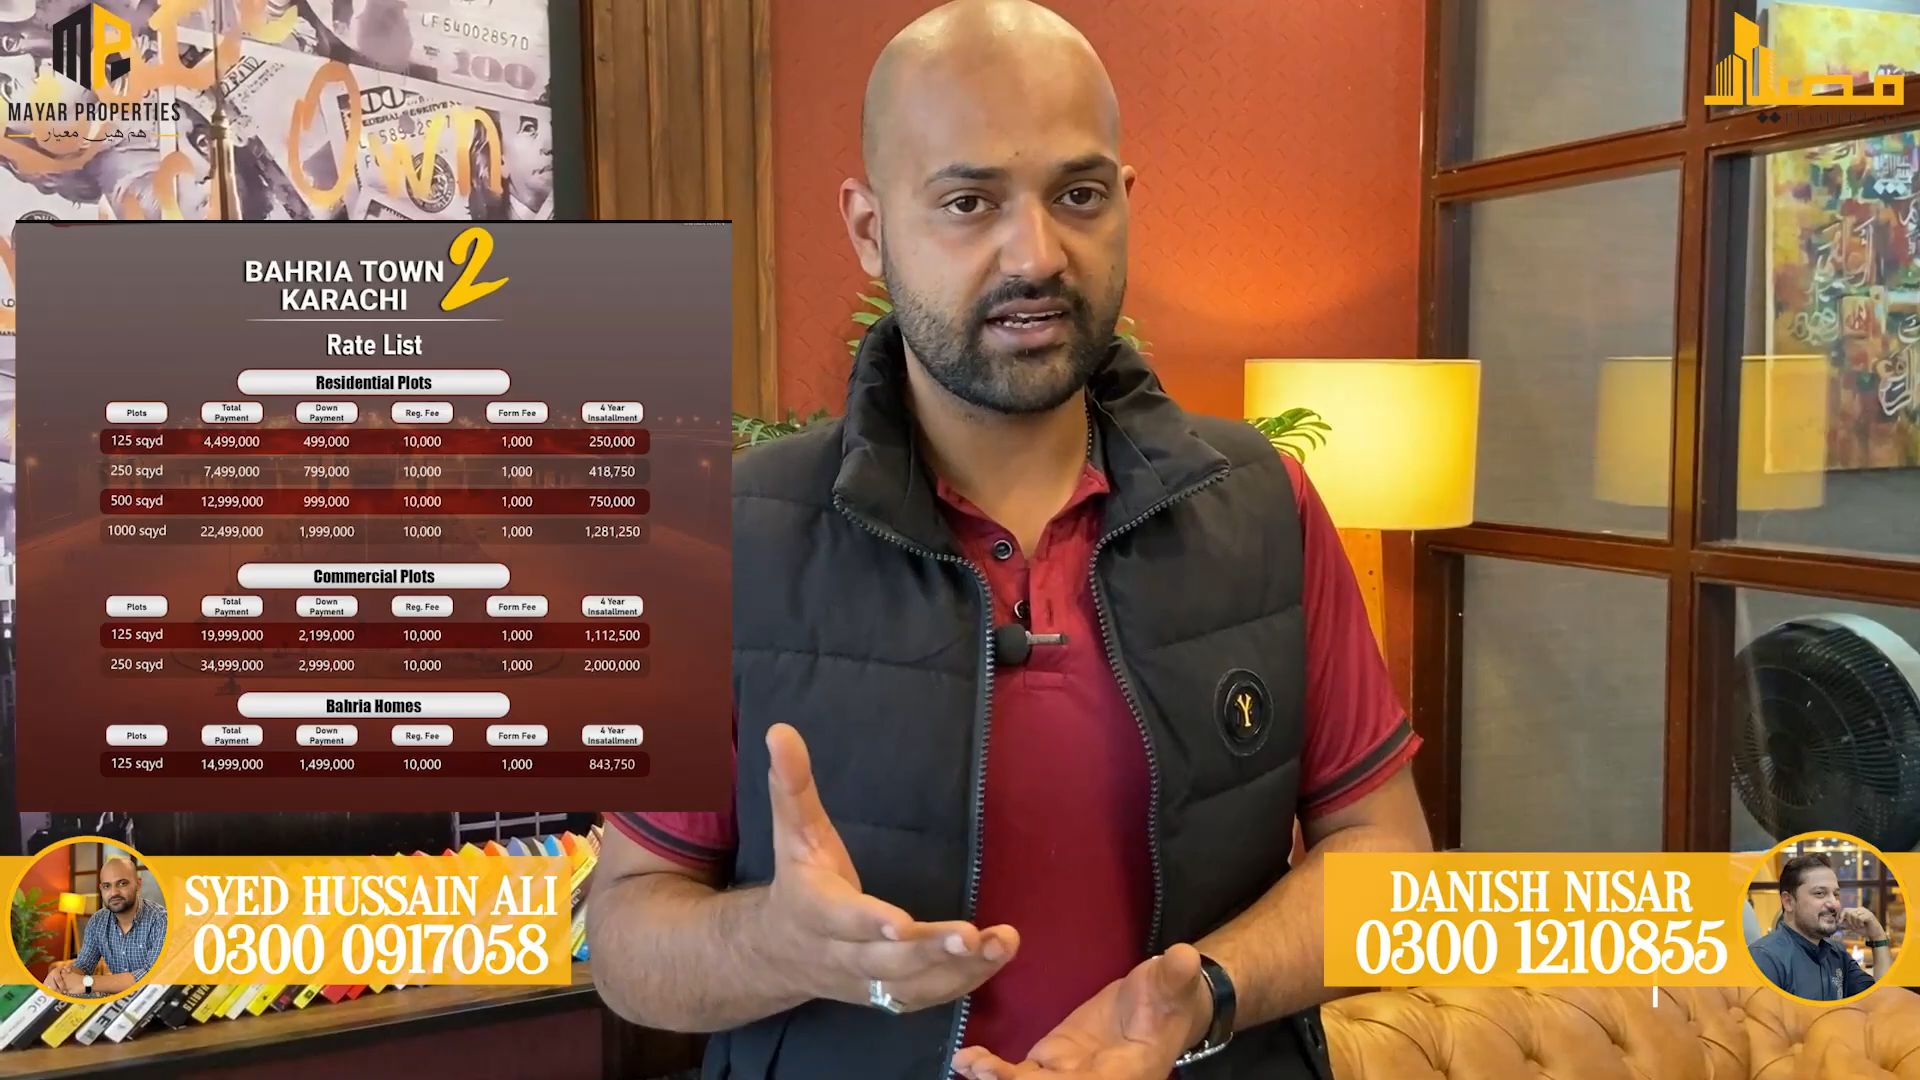 MAYAR PROPERTIES
ہم ہیں معیار
LF54002857D
100
Own
معیار
BAHRIA TOWN
KARACHI 2
Rate List
Residential Plots
Plots Total Payment Down Payment Reg. Fee Form Fee 4 Year Insatallment
125 sqyd 4,499,000 499,000 10,000 1,000 250,000
250 sqyd 7,499,000 799,000 10,000 1,000 418,750
500 sqyd 12,999,000 999,000 10,000 1,000 750,000
1000 sqyd 22,499,000 1,999,000 10,000 1,000 1,281,250
Commercial Plots
Plots Total Payment Down Payment Reg. Fee Form Fee 4 Year Insatallment
125 sqyd 19,999,000 2,199,000 10,000 1,000 1,112,500
250 sqyd 34,999,000 2,999,000 10,000 1,000 2,000,000
Bahria Homes
Plots Total Payment Down Payment Reg. Fee Form Fee 4 Year Insatallment
125 sqyd 14,999,000 1,499,000 10,000 1,000 843,750
SYED HUSSAIN ALI
0300 0917058
DANISH NISAR
0300 1210855